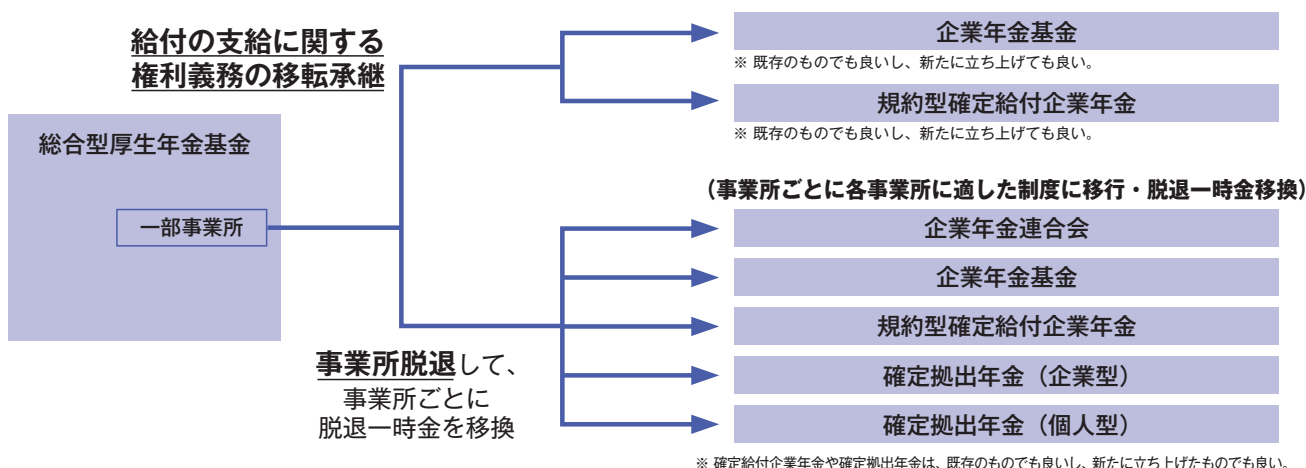 給付の支給に関する
権利義務の移転承継
総合型厚生年金基金
一部事業所
企業年金基金
※ 既存のものでも良いし、新たに立ち上げても良い。
規約型確定給付企業年金
※ 既存のものでも良いし、新たに立ち上げても良い。
（事業所ごとに各事業所に適した制度に移行・脱退一時金移換）
企業年金連合会
企業年金基金
規約型確定給付企業年金
確定拠出年金（企業型）
確定拠出年金（個人型）
事業所脱退して、
事業所ごとに
脱退一時金を移換
※ 確定給付企業年金や確定拠出年金は、既存のものでも良いし、新たに立ち上げたものでも良い。